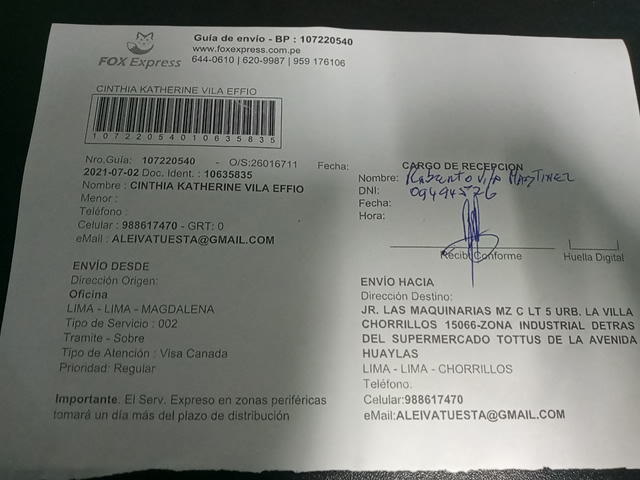 FOX Express
Guía de envío - BP : 107220540
www.foxexpress.com.pe
644-0610 | 620-9987 | 959 176106
CINTHIA KATHERINE VILA EFFIO
10722054010635835
Nro.Guía: 107220540 - O/S:26016711 Fecha:
2021-07-02 Doc. Ident. : 10635835
Nombre : CINTHIA KATHERINE VILA EFFIO
Menor :
Teléfono :
Celular : 988617470 - GRT: 0
eMail : ALEIVATUESTA@GMAIL.COM
CARGO DE RECEPCION
Nombre: Roberto Vila Martinez
DNI: 09494526
Fecha:
Hora:
Recibí Conforme
Huella Digital
ENVÍO DESDE
Dirección Origen:
Oficina
LIMA - LIMA - MAGDALENA
Tipo de Servicio : 002
Tramite - Sobre
Tipo de Atención : Visa Canada
Prioridad: Regular
Importante. El Serv. Expreso en zonas periféricas
tomará un día más del plazo de distribución
ENVÍO HACIA
Dirección Destino:
JR. LAS MAQUINARIAS MZ C LT 5 URB. LA VILLA
CHORRILLOS 15066-ZONA INDUSTRIAL DETRAS
DEL SUPERMERCADO TOTTUS DE LA AVENIDA
HUAYLAS
LIMA - LIMA - CHORRILLOS
Teléfono:
Celular:988617470
eMail:ALEIVATUESTA@GMAIL.COM